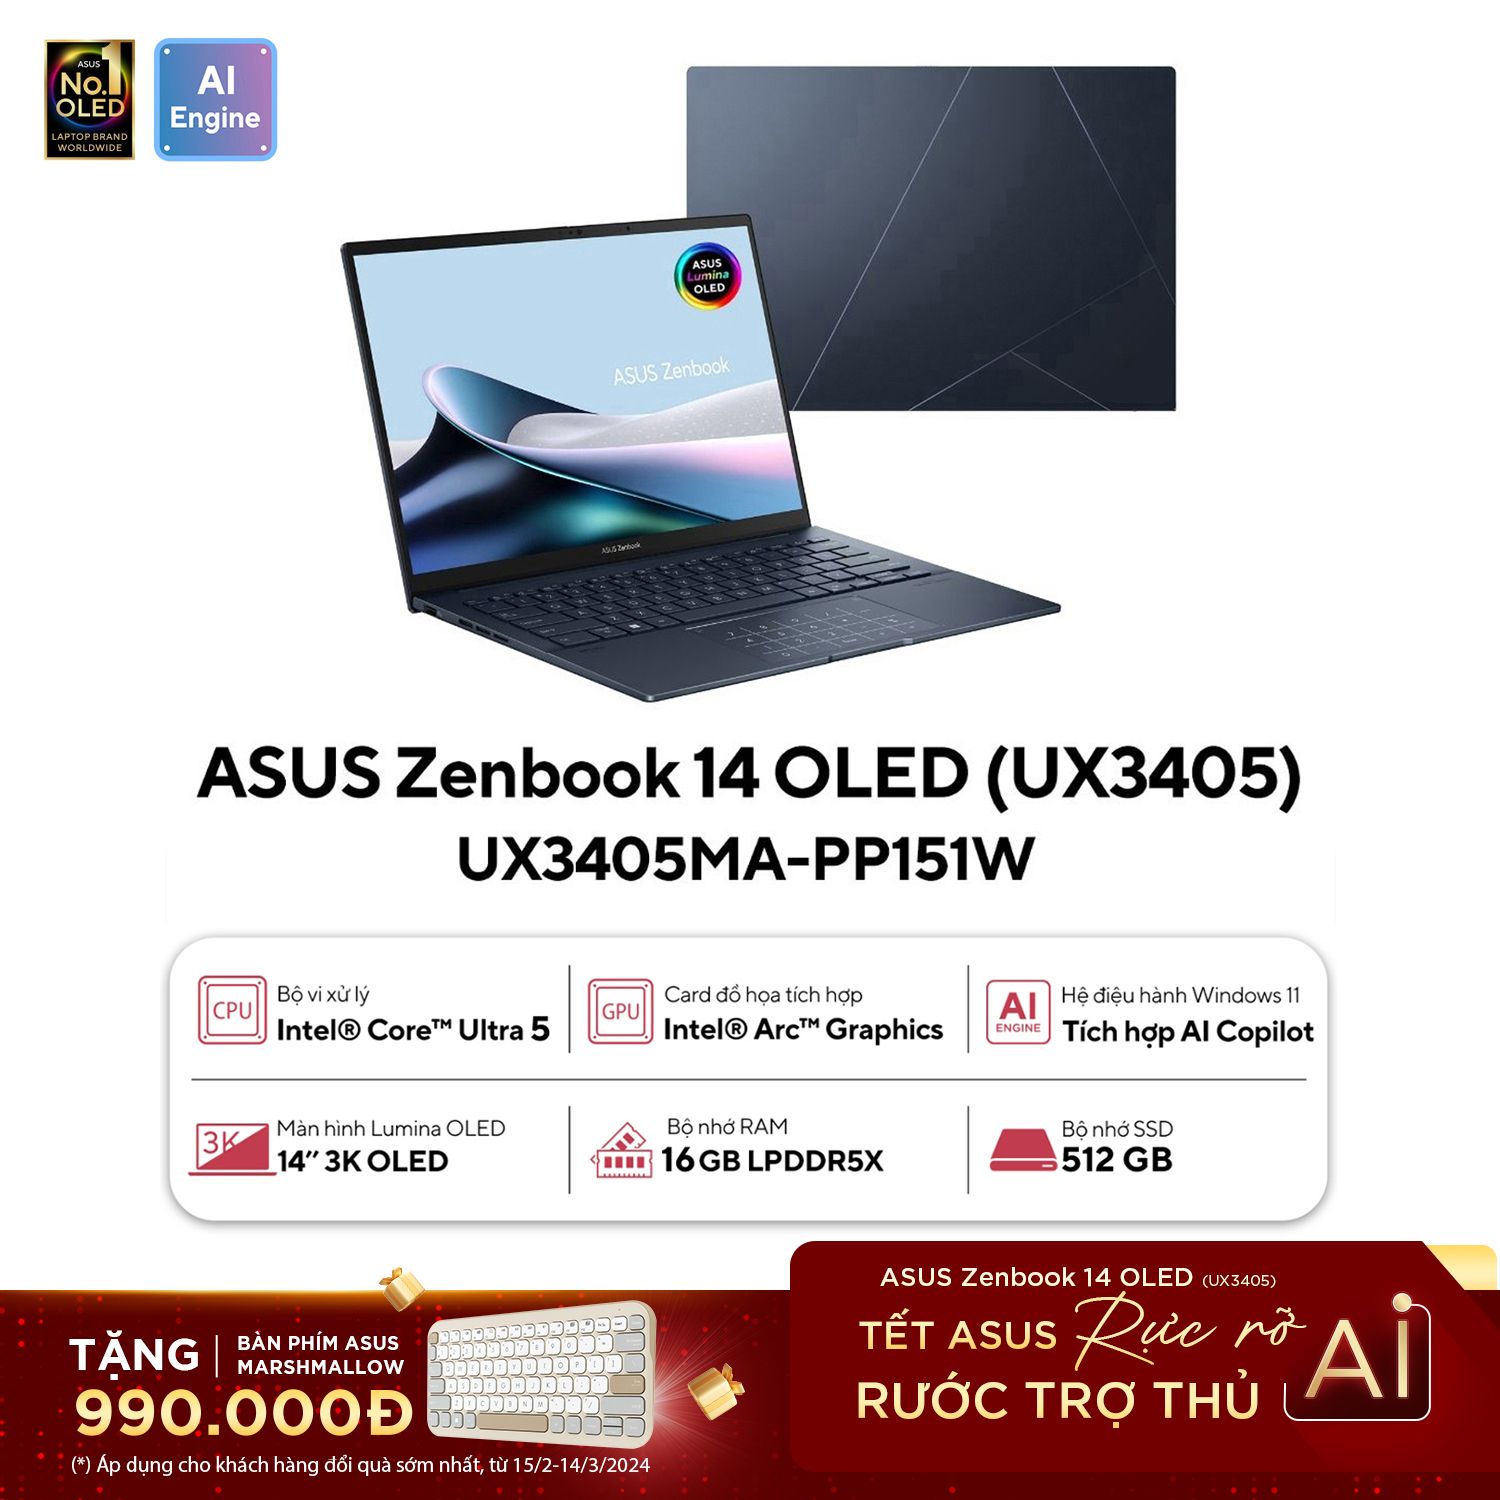 ASUS
No.1
OLED
LAPTOP BRAND
WORLDWIDE
AI
Engine
ASUS
Lumina
OLED
ASUS Zenbook
ASUS Zenbook
ASUS Zenbook 14 OLED (UX3405)
UX3405MA-PP151W
CPU
Bộ vi xử lý
Intel® Core™ Ultra 5
GPU
Card đồ họa tích hợp
Intel® Arc™ Graphics
AI
ENGINE
Hệ điệu hành Windows 11
Tích hợp AI Copilot
3K
Màn hình Lumina OLED
14’’ 3K OLED
Bộ nhớ RAM
16GB LPDDR5X
Bộ nhớ SSD
512 GB
TẶNG
BÀN PHÍM ASUS
MARSHMALLOW
990.000Đ
(*) Áp dụng cho khách hàng đổi quà sớm nhất, từ 15/2-14/3/2024
ASUS Zenbook 14 OLED (UX3405)
TẾT ASUS Rực rỡ
RƯỚC TRỢ THỦ AI